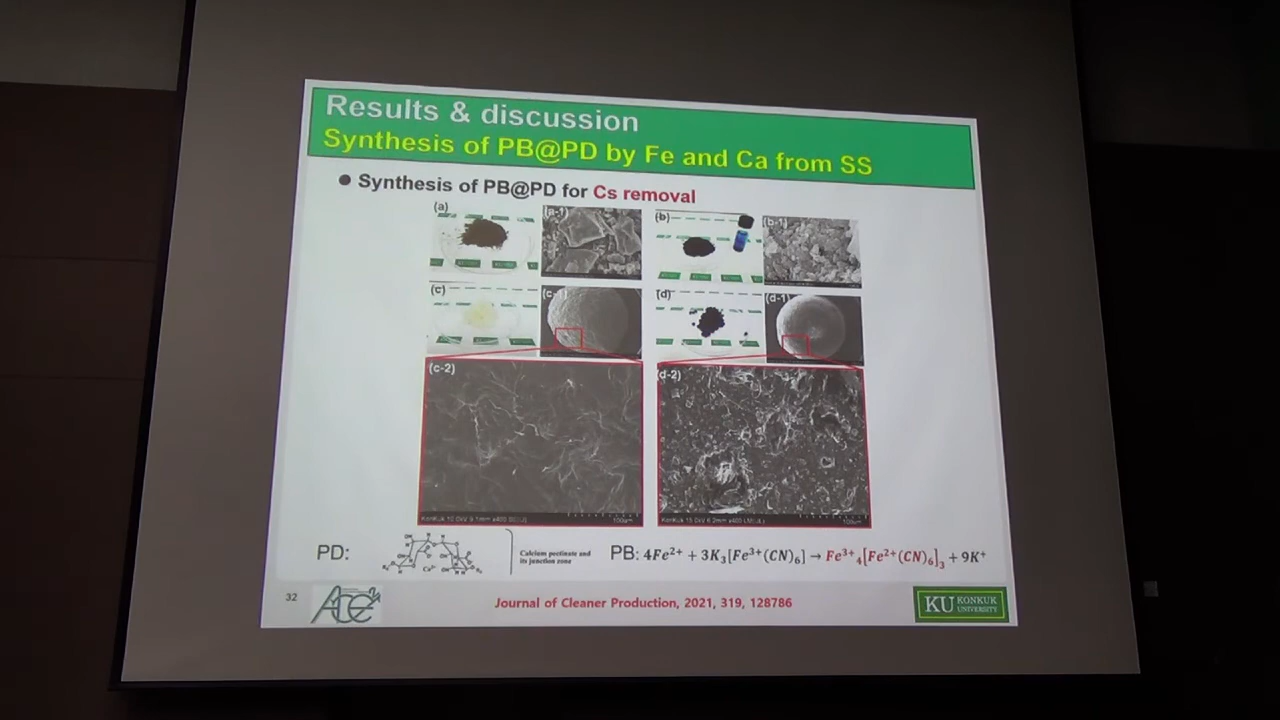 Results & discussion
Synthesis of PB@PD by Fe and Ca from SS
● Synthesis of PB@PD for Cs removal
(a)
(a-1)
(b)
(b-1)
(c)
(d)
(d-1)
(c-2)
(d-2)
100um
PD:
Calcium pectinate and
its junction zone
PB: 4Fe²⁺ + 3K₃[Fe³⁺(CN)₆] → Fe³⁺₄[Fe²⁺(CN)₆]₃ + 9K⁺
32
ACE
Journal of Cleaner Production, 2021, 319, 128786
KU KONKUK
UNIVERSITY